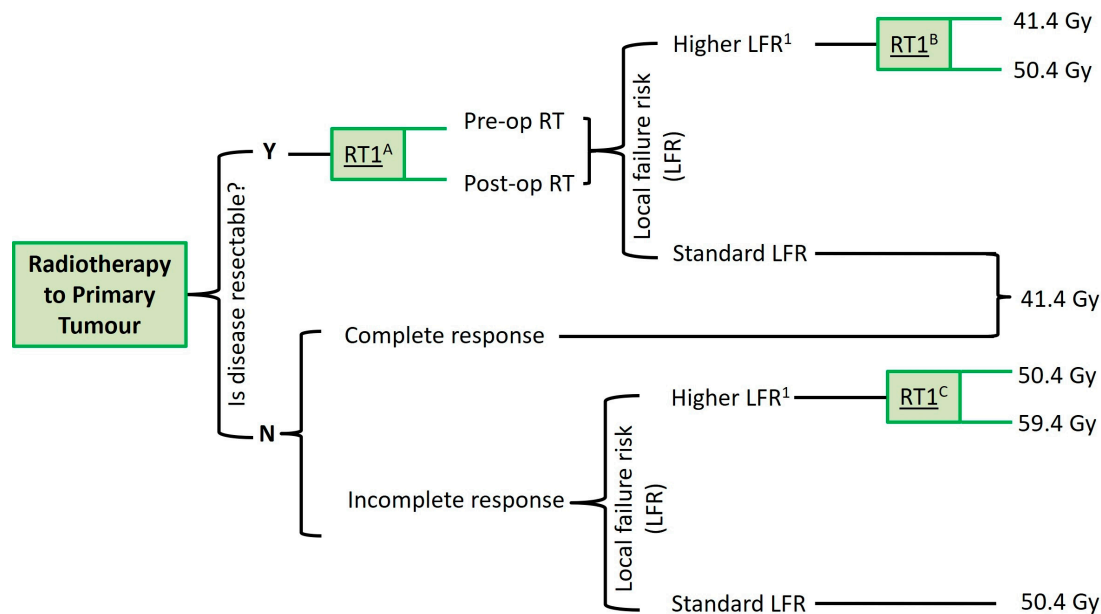 41.4 Gy
Higher LFR¹
RT1ᴮ
50.4 Gy
Pre-op RT
Y
RT1ᴬ
Local failure risk
(LFR)
Post-op RT
Is disease resectable?
Radiotherapy
to Primary
Tumour
Standard LFR
41.4 Gy
Complete response
50.4 Gy
Higher LFR¹
RT1ᶜ
59.4 Gy
N
Local failure risk
(LFR)
Incomplete response
Standard LFR
50.4 Gy